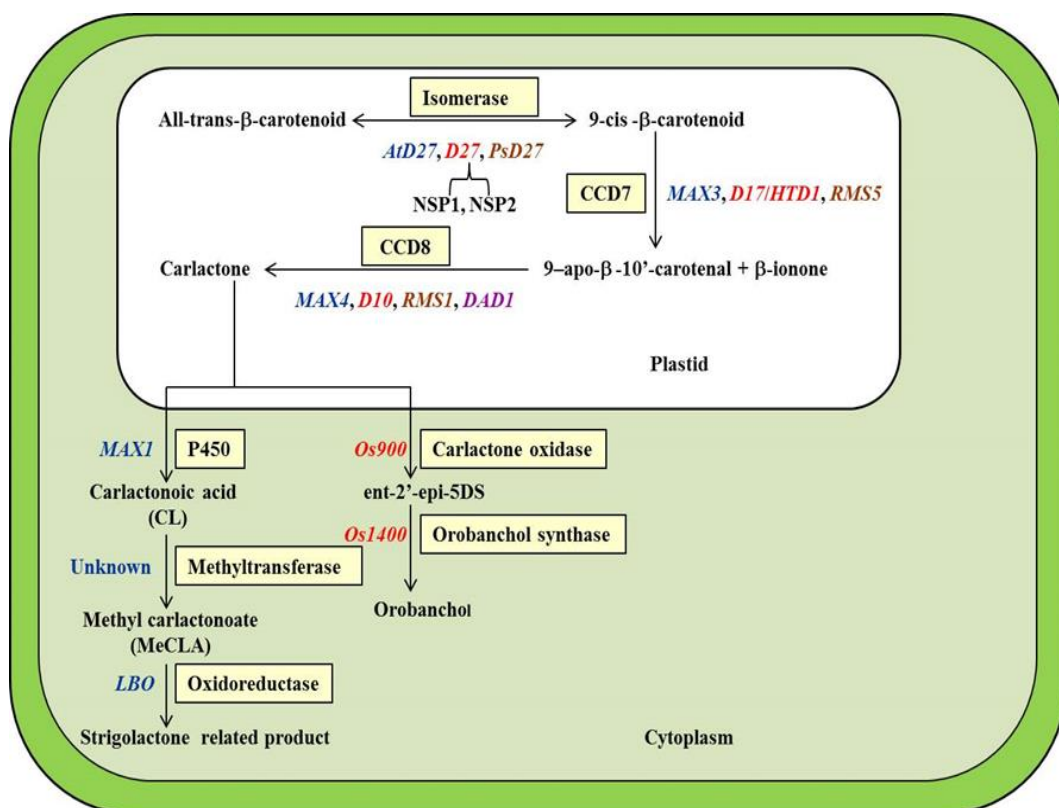 Isomerase
All-trans-β-carotenoid
9-cis -β-carotenoid
AtD27, D27, PsD27
NSP1, NSP2
CCD7
MAX3, D17/HTD1, RMS5
CCD8
Carlactone
9–apo-β -10’-carotenal + β-ionone
MAX4, D10, RMS1, DAD1
Plastid
MAX1
P450
Os900
Carlactone oxidase
Carlactonoic acid
(CL)
ent-2’-epi-5DS
Os1400
Orobanchol synthase
Unknown
Methyltransferase
Orobanchol
Methyl carlactonoate
(MeCLA)
LBO
Oxidoreductase
Strigolactone related product
Cytoplasm